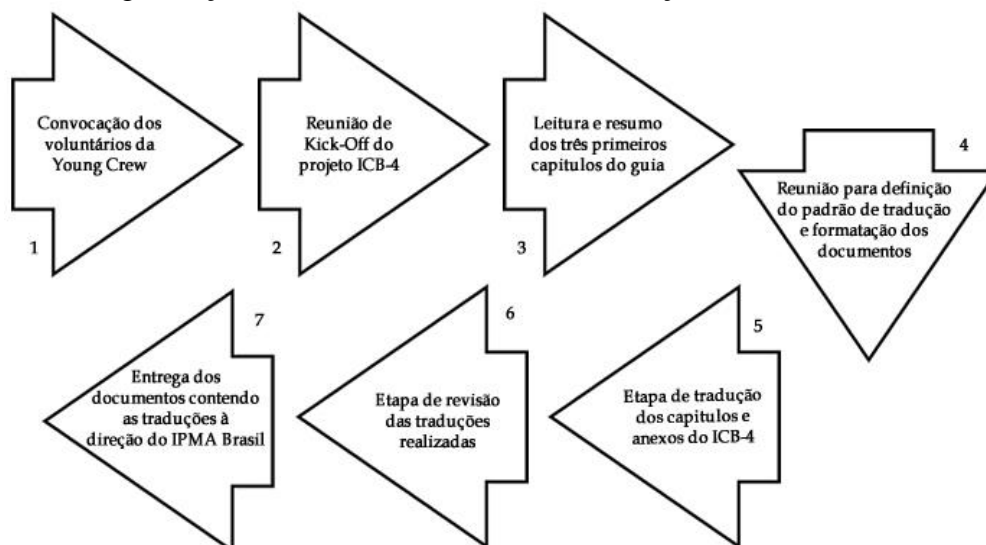 Convocação dos
voluntários da
Young Crew
1
Reunião de
Kick-Off do
projeto ICB-4
2
Leitura e resumo
dos três primeiros
capitulos do guia
3
4
Reunião para definição
do padrão de tradução
e formatação dos
documentos
5
Etapa de tradução
dos capitulos e
anexos do ICB-4
6
Etapa de revisão
das traduções
realizadas
7
Entrega dos
documentos contendo
as traduções à
direção do IPMA Brasil